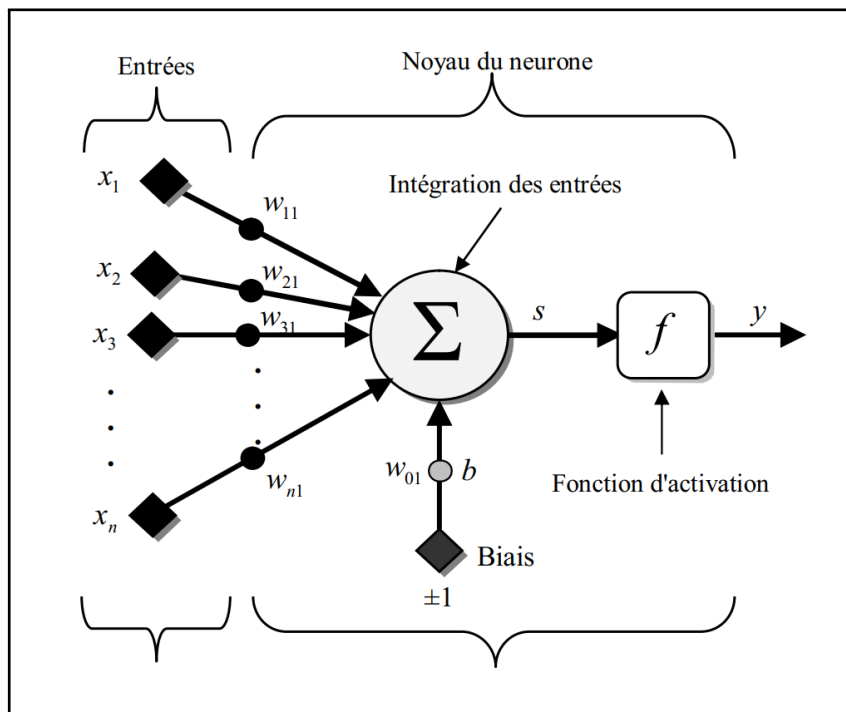 Entrées
Noyau du neurone
Intégration des entrées
x1
w11
x2
w21
x3
w31
Σ
s
f
y
xn
wn1
w01
b
Fonction d'activation
Biais
±1